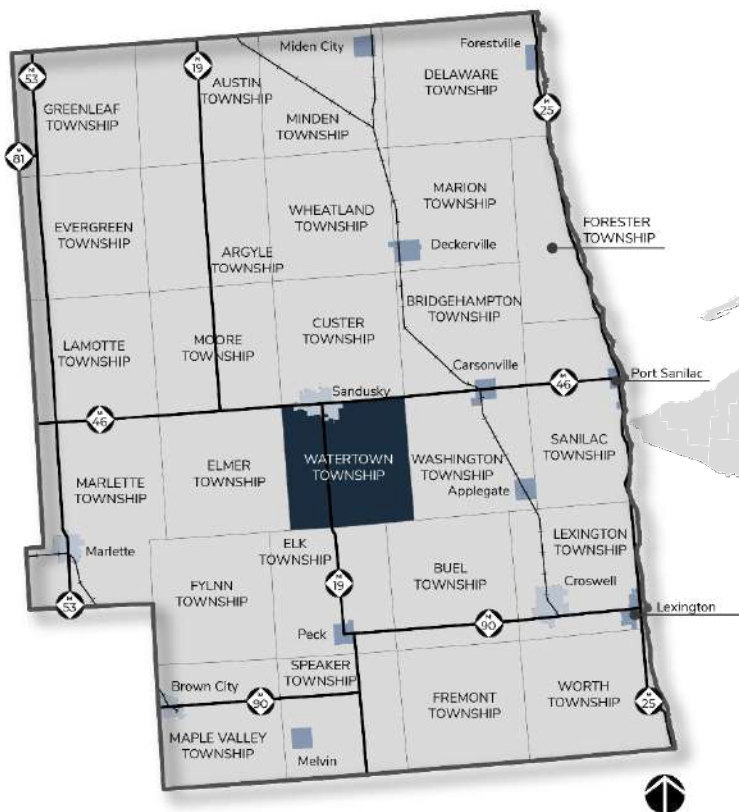 Miden City
Forestville
M
53
M
19
AUSTIN
TOWNSHIP
DELAWARE
TOWNSHIP
GREENLEAF
TOWNSHIP
MINDEN
TOWNSHIP
M
25
M
81
MARION
TOWNSHIP
WHEATLAND
TOWNSHIP
EVERGREEN
TOWNSHIP
FORESTER
TOWNSHIP
Deckerville
ARGYLE
TOWNSHIP
BRIDGEHAMPTON
TOWNSHIP
CUSTER
TOWNSHIP
MOORE
TOWNSHIP
LAMOTTE
TOWNSHIP
Carsonville
Port Sanilac
M
46
Sandusky
M
46
SANILAC
TOWNSHIP
WATERTOWN
TOWNSHIP
WASHINGTON
TOWNSHIP
ELMER
TOWNSHIP
MARLETTE
TOWNSHIP
Applegate
LEXINGTON
TOWNSHIP
ELK
TOWNSHIP
Marlette
BUEL
TOWNSHIP
Croswell
FYLNN
TOWNSHIP
M
19
M
53
Lexington
M
90
Peck
SPEAKER
TOWNSHIP
Brown City
M
90
FREMONT
TOWNSHIP
WORTH
TOWNSHIP
M
25
MAPLE VALLEY
TOWNSHIP
Melvin